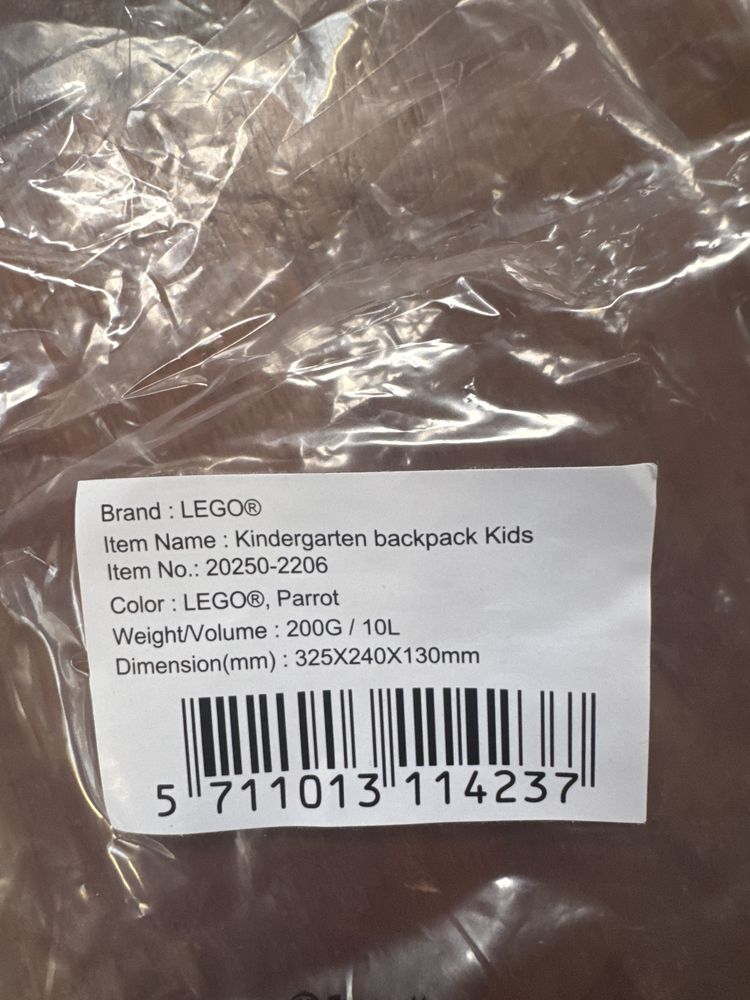 Brand : LEGO®
Item Name : Kindergarten backpack Kids
Item No.: 20250-2206
Color : LEGO®, Parrot
Weight/Volume : 200G / 10L
Dimension(mm) : 325X240X130mm
5 711013 114237